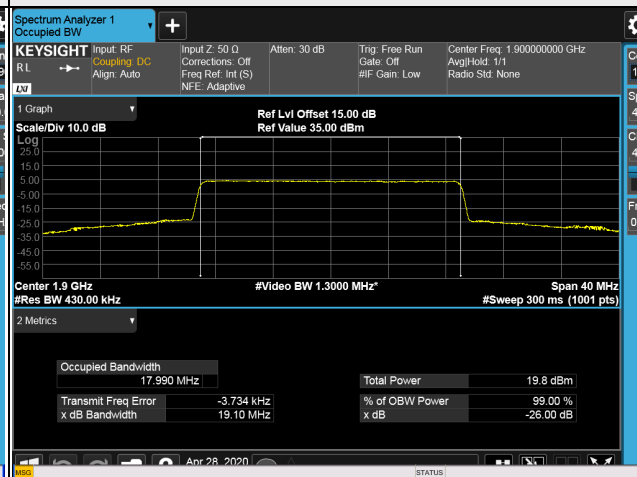 Spectrum Analyzer 1
Occupied BW
+
KEYSIGHT Input: RF
RL
Coupling: DC
Align: Auto
LXI
Input Z: 50 Ω
Corrections: Off
Freq Ref: Int (S)
NFE: Adaptive
Atten: 30 dB
Trig: Free Run
Gate: Off
#IF Gain: Low
Center Freq: 1.900000000 GHz
Avg|Hold: 1/1
Radio Std: None
1 Graph
Scale/Div 10.0 dB
Ref Lvl Offset 15.00 dB
Ref Value 35.00 dBm
Log
25.0
15.0
5.00
-5.00
-15.0
-25.0
-35.0
-45.0
-55.0
Center 1.9 GHz
#Video BW 1.3000 MHz*
Span 40 MHz
#Res BW 430.00 kHz
#Sweep 300 ms (1001 pts)
2 Metrics
Occupied Bandwidth
17.990 MHz
Total Power 19.8 dBm
Transmit Freq Error -3.734 kHz
% of OBW Power 99.00 %
x dB Bandwidth 19.10 MHz
x dB -26.00 dB
Apr 28, 2020
MSG
STATUS